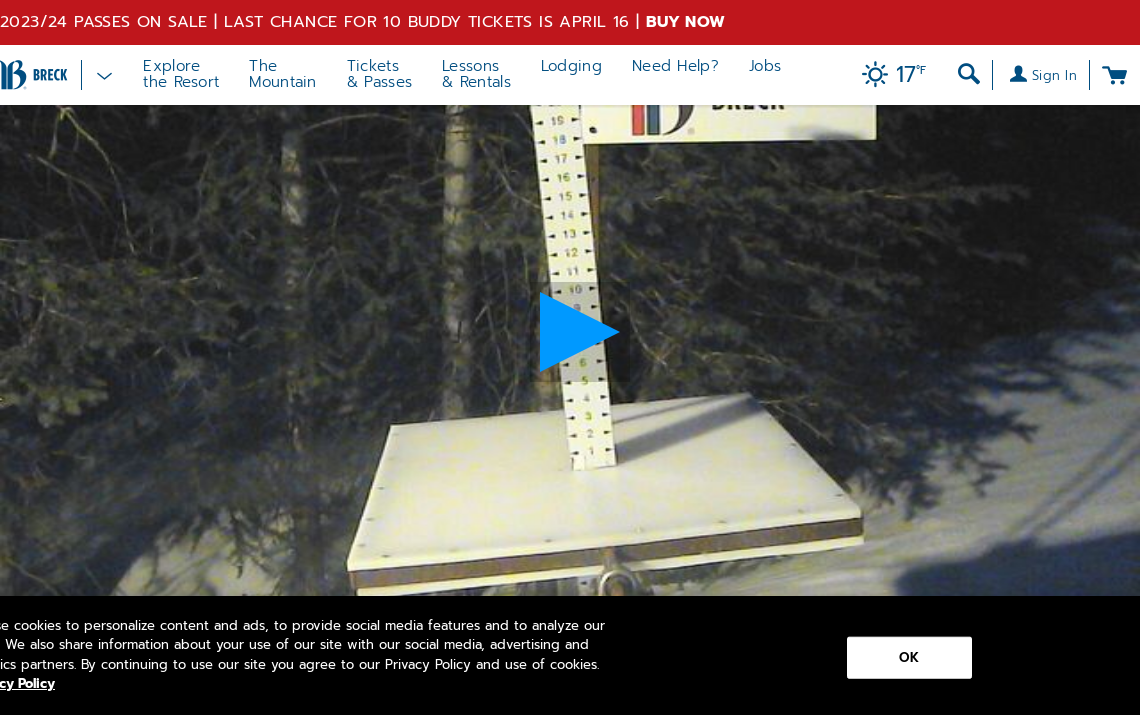 2023/24 PASSES ON SALE | LAST CHANCE FOR 10 BUDDY TICKETS IS APRIL 16 | BUY NOW
BRECK
Explore
the Resort
The
Mountain
Tickets
& Passes
Lessons
& Rentals
Lodging
Need Help?
Jobs
17°F
Sign In
BRECK
19
18
17
16
15
14
13
12
11
10
9
6
5
4
3
2
1
se cookies to personalize content and ads, to provide social media features and to analyze our
We also share information about your use of our site with our social media, advertising and
ics partners. By continuing to use our site you agree to our Privacy Policy and use of cookies.
cy Policy
OK